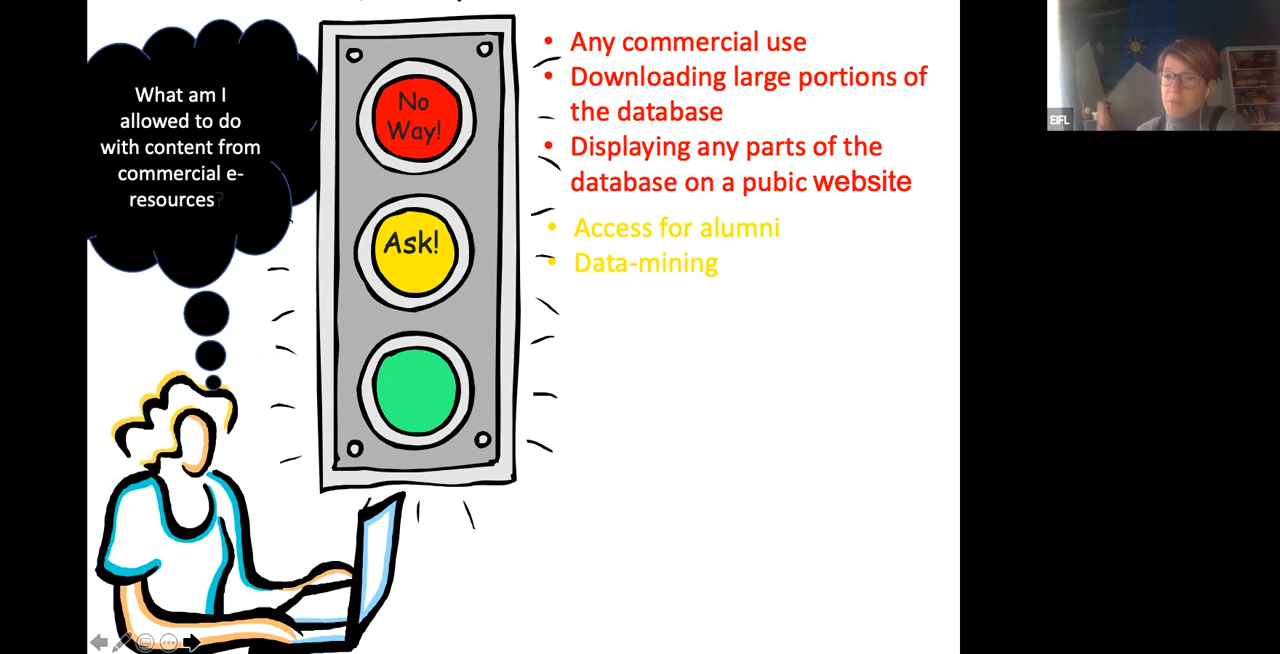 What am I
allowed to do
with content from
commercial e-
resources?
No
Way!
Ask!
• Any commercial use
• Downloading large portions of
the database
• Displaying any parts of the
database on a pubic website
• Access for alumni
• Data-mining
EIFL